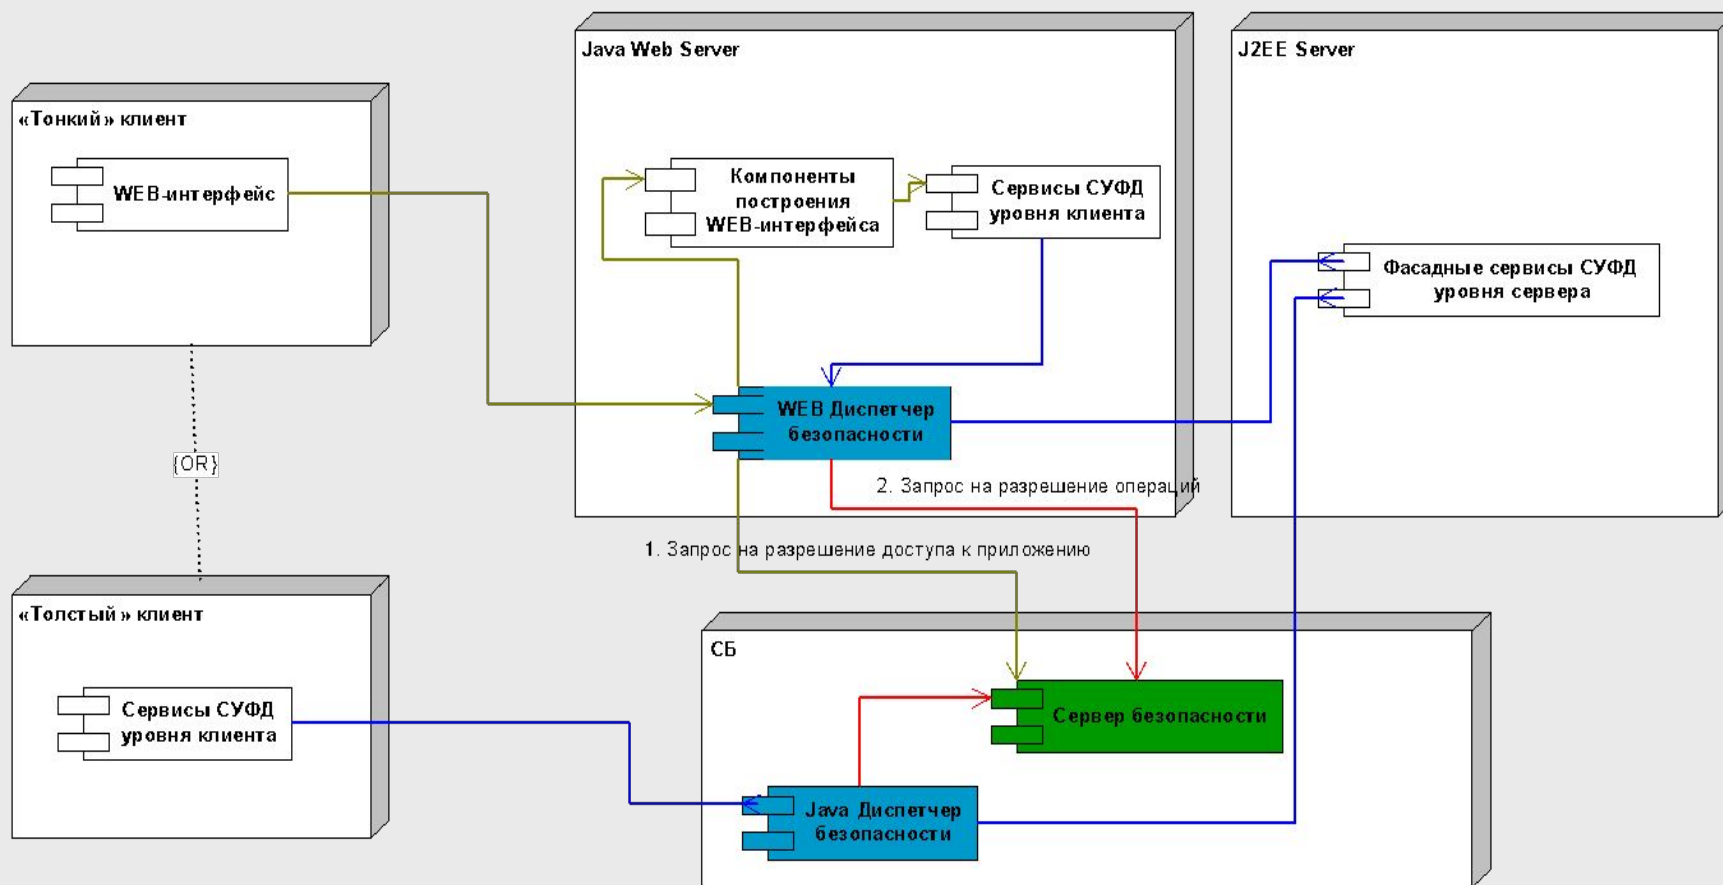 Java Web Server
J2EE Server
«Тонкий» клиент
WEB-интерфейс
Компоненты
построения
WEB-интерфейса
Сервисы СУФД
уровня клиента
Фасадные сервисы СУФД
уровня сервера
WEB Диспетчер
безопасности
{OR}
2. Запрос на разрешение операций
1. Запрос на разрешение доступа к приложению
«Толстый» клиент
СБ
Сервисы СУФД
уровня клиента
Сервер безопасности
Java Диспетчер
безопасности